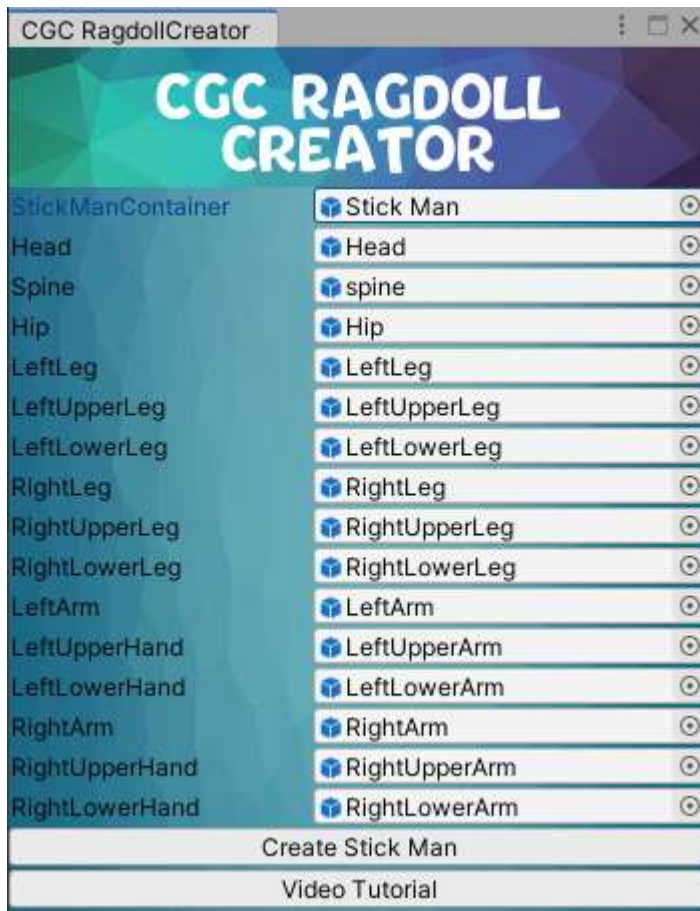 CGC RagdollCreator
CGC RAGDOLL
CREATOR
StickManContainer Stick Man
Head Head
Spine spine
Hip Hip
LeftLeg LeftLeg
LeftUpperLeg LeftUpperLeg
LeftLowerLeg LeftLowerLeg
RightLeg RightLeg
RightUpperLeg RightUpperLeg
RightLowerLeg RightLowerLeg
LeftArm LeftArm
LeftUpperHand LeftUpperArm
LeftLowerHand LeftLowerArm
RightArm RightArm
RightUpperHand RightUpperArm
RightLowerHand RightLowerArm
Create Stick Man
Video Tutorial